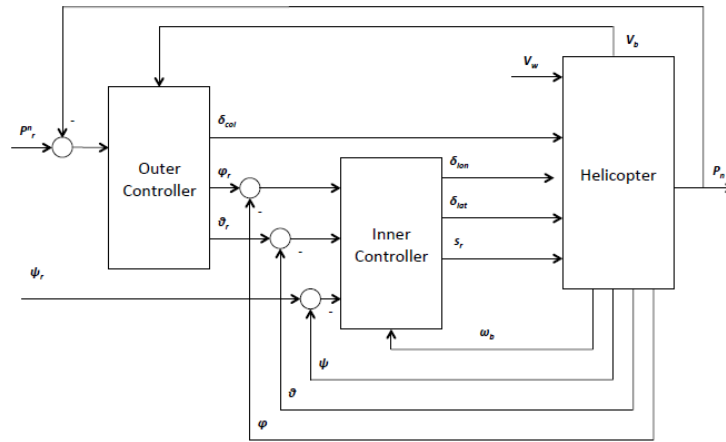 V_b
V_w
-
P^n_r
δ_col
Outer
Controller
φ_r
-
ϑ_r
-
ψ_r
-
Inner
Controller
δ_lon
δ_lat
s_r
Helicopter
P_n
ω_b
ψ
ϑ
φ